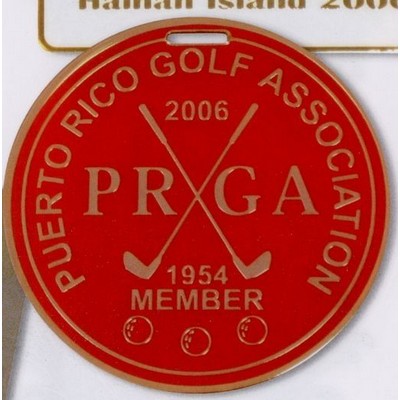 Hainan Island 2006
PUERTO RICO GOLF ASSOCIATION
2006
PRGA
1954
MEMBER